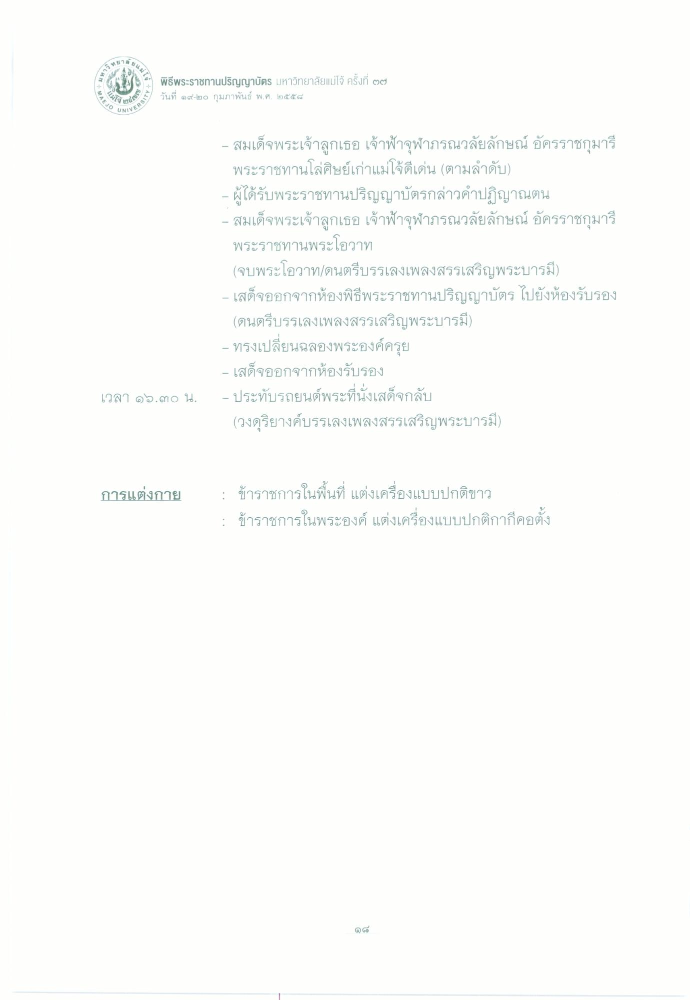 มหาวิทยาลัยแม่โจ้
แม่โจ้ ๒๔๗๗
MAEJO UNIVERSITY
พิธีพระราชทานปริญญาบัตร มหาวิทยาลัยแม่โจ้ ครั้งที่ ๓๗
วันที่ ๑๙-๒๐ กุมภาพันธ์ พ.ศ. ๒๕๕๘
– สมเด็จพระเจ้าลูกเธอ เจ้าฟ้าจุฬาภรณวลัยลักษณ์ อัครราชกุมารี
พระราชทานโล่ศิษย์เก่าแม่โจ้ดีเด่น (ตามลำดับ)
– ผู้ได้รับพระราชทานปริญญาบัตรกล่าวคำปฏิญาณตน
– สมเด็จพระเจ้าลูกเธอ เจ้าฟ้าจุฬาภรณวลัยลักษณ์ อัครราชกุมารี
พระราชทานพระโอวาท
(จบพระโอวาท/ดนตรีบรรเลงเพลงสรรเสริญพระบารมี)
– เสด็จออกจากห้องพิธีพระราชทานปริญญาบัตร ไปยังห้องรับรอง
(ดนตรีบรรเลงเพลงสรรเสริญพระบารมี)
– ทรงเปลี่ยนฉลองพระองค์ครุย
– เสด็จออกจากห้องรับรอง
เวลา ๑๖.๓๐ น. – ประทับรถยนต์พระที่นั่งเสด็จกลับ
(วงดุริยางค์บรรเลงเพลงสรรเสริญพระบารมี)
การแต่งกาย : ข้าราชการในพื้นที่ แต่งเครื่องแบบปกติขาว
: ข้าราชการในพระองค์ แต่งเครื่องแบบปกติกากีคอตั้ง
๑๘